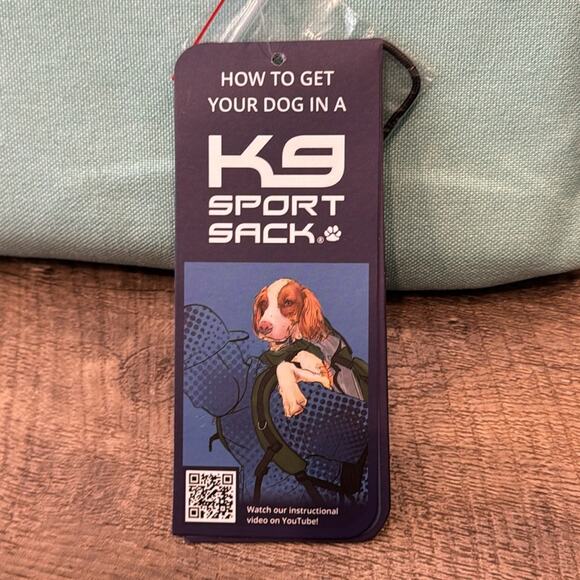 HOW TO GET
YOUR DOG IN A
K9
SPORT
SACK®
Watch our instructional
video on YouTube!